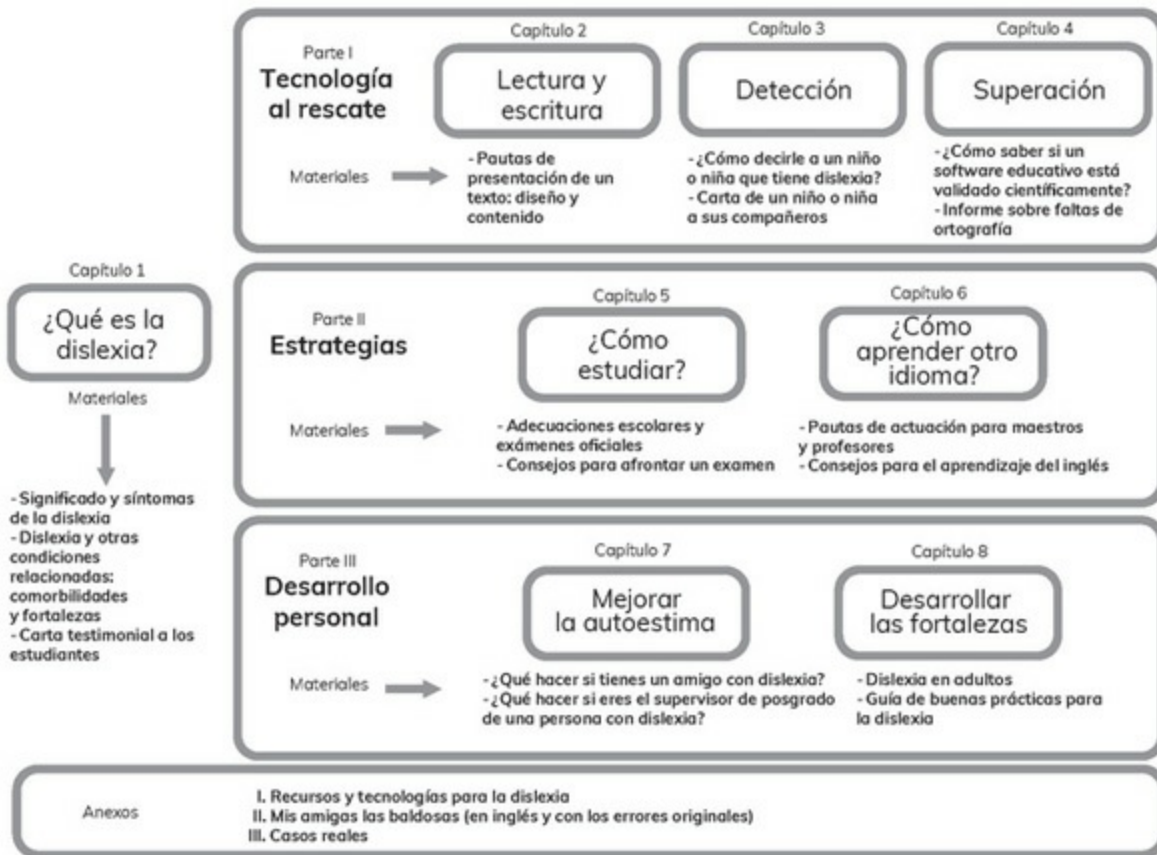 Capítulo 1
¿Qué es la
dislexia?
Materiales
- Significado y síntomas
de la dislexia
- Dislexia y otras
condiciones
relacionadas:
comorbilidades
y fortalezas
- Carta testimonial a los
estudiantes
Parte I
Tecnología
al rescate
Materiales
Capítulo 2
Lectura y
escritura
- Pautas de
presentación de un
texto: diseño y
contenido
Capítulo 3
Detección
- ¿Cómo decirle a un niño
o niña que tiene dislexia?
- Carta de un niño o niña
a sus compañeros
Capítulo 4
Superación
- ¿Cómo saber si un
software educativo está
validado científicamente?
- Informe sobre faltas de
ortografía
Parte II
Estrategias
Materiales
Capítulo 5
¿Cómo
estudiar?
- Adecuaciones escolares y
exámenes oficiales
- Consejos para afrontar un examen
Capítulo 6
¿Cómo
aprender otro
idioma?
- Pautas de actuación para maestros
y profesores
- Consejos para el aprendizaje del inglés
Parte III
Desarrollo
personal
Materiales
Capítulo 7
Mejorar
la autoestima
- ¿Qué hacer si tienes un amigo con dislexia?
- ¿Qué hacer si eres el supervisor de posgrado
de una persona con dislexia?
Capítulo 8
Desarrollar
las fortalezas
- Dislexia en adultos
- Guía de buenas prácticas para
la dislexia
Anexos
I. Recursos y tecnologías para la dislexia
II. Mis amigas las baldosas (en inglés y con los errores originales)
III. Casos reales